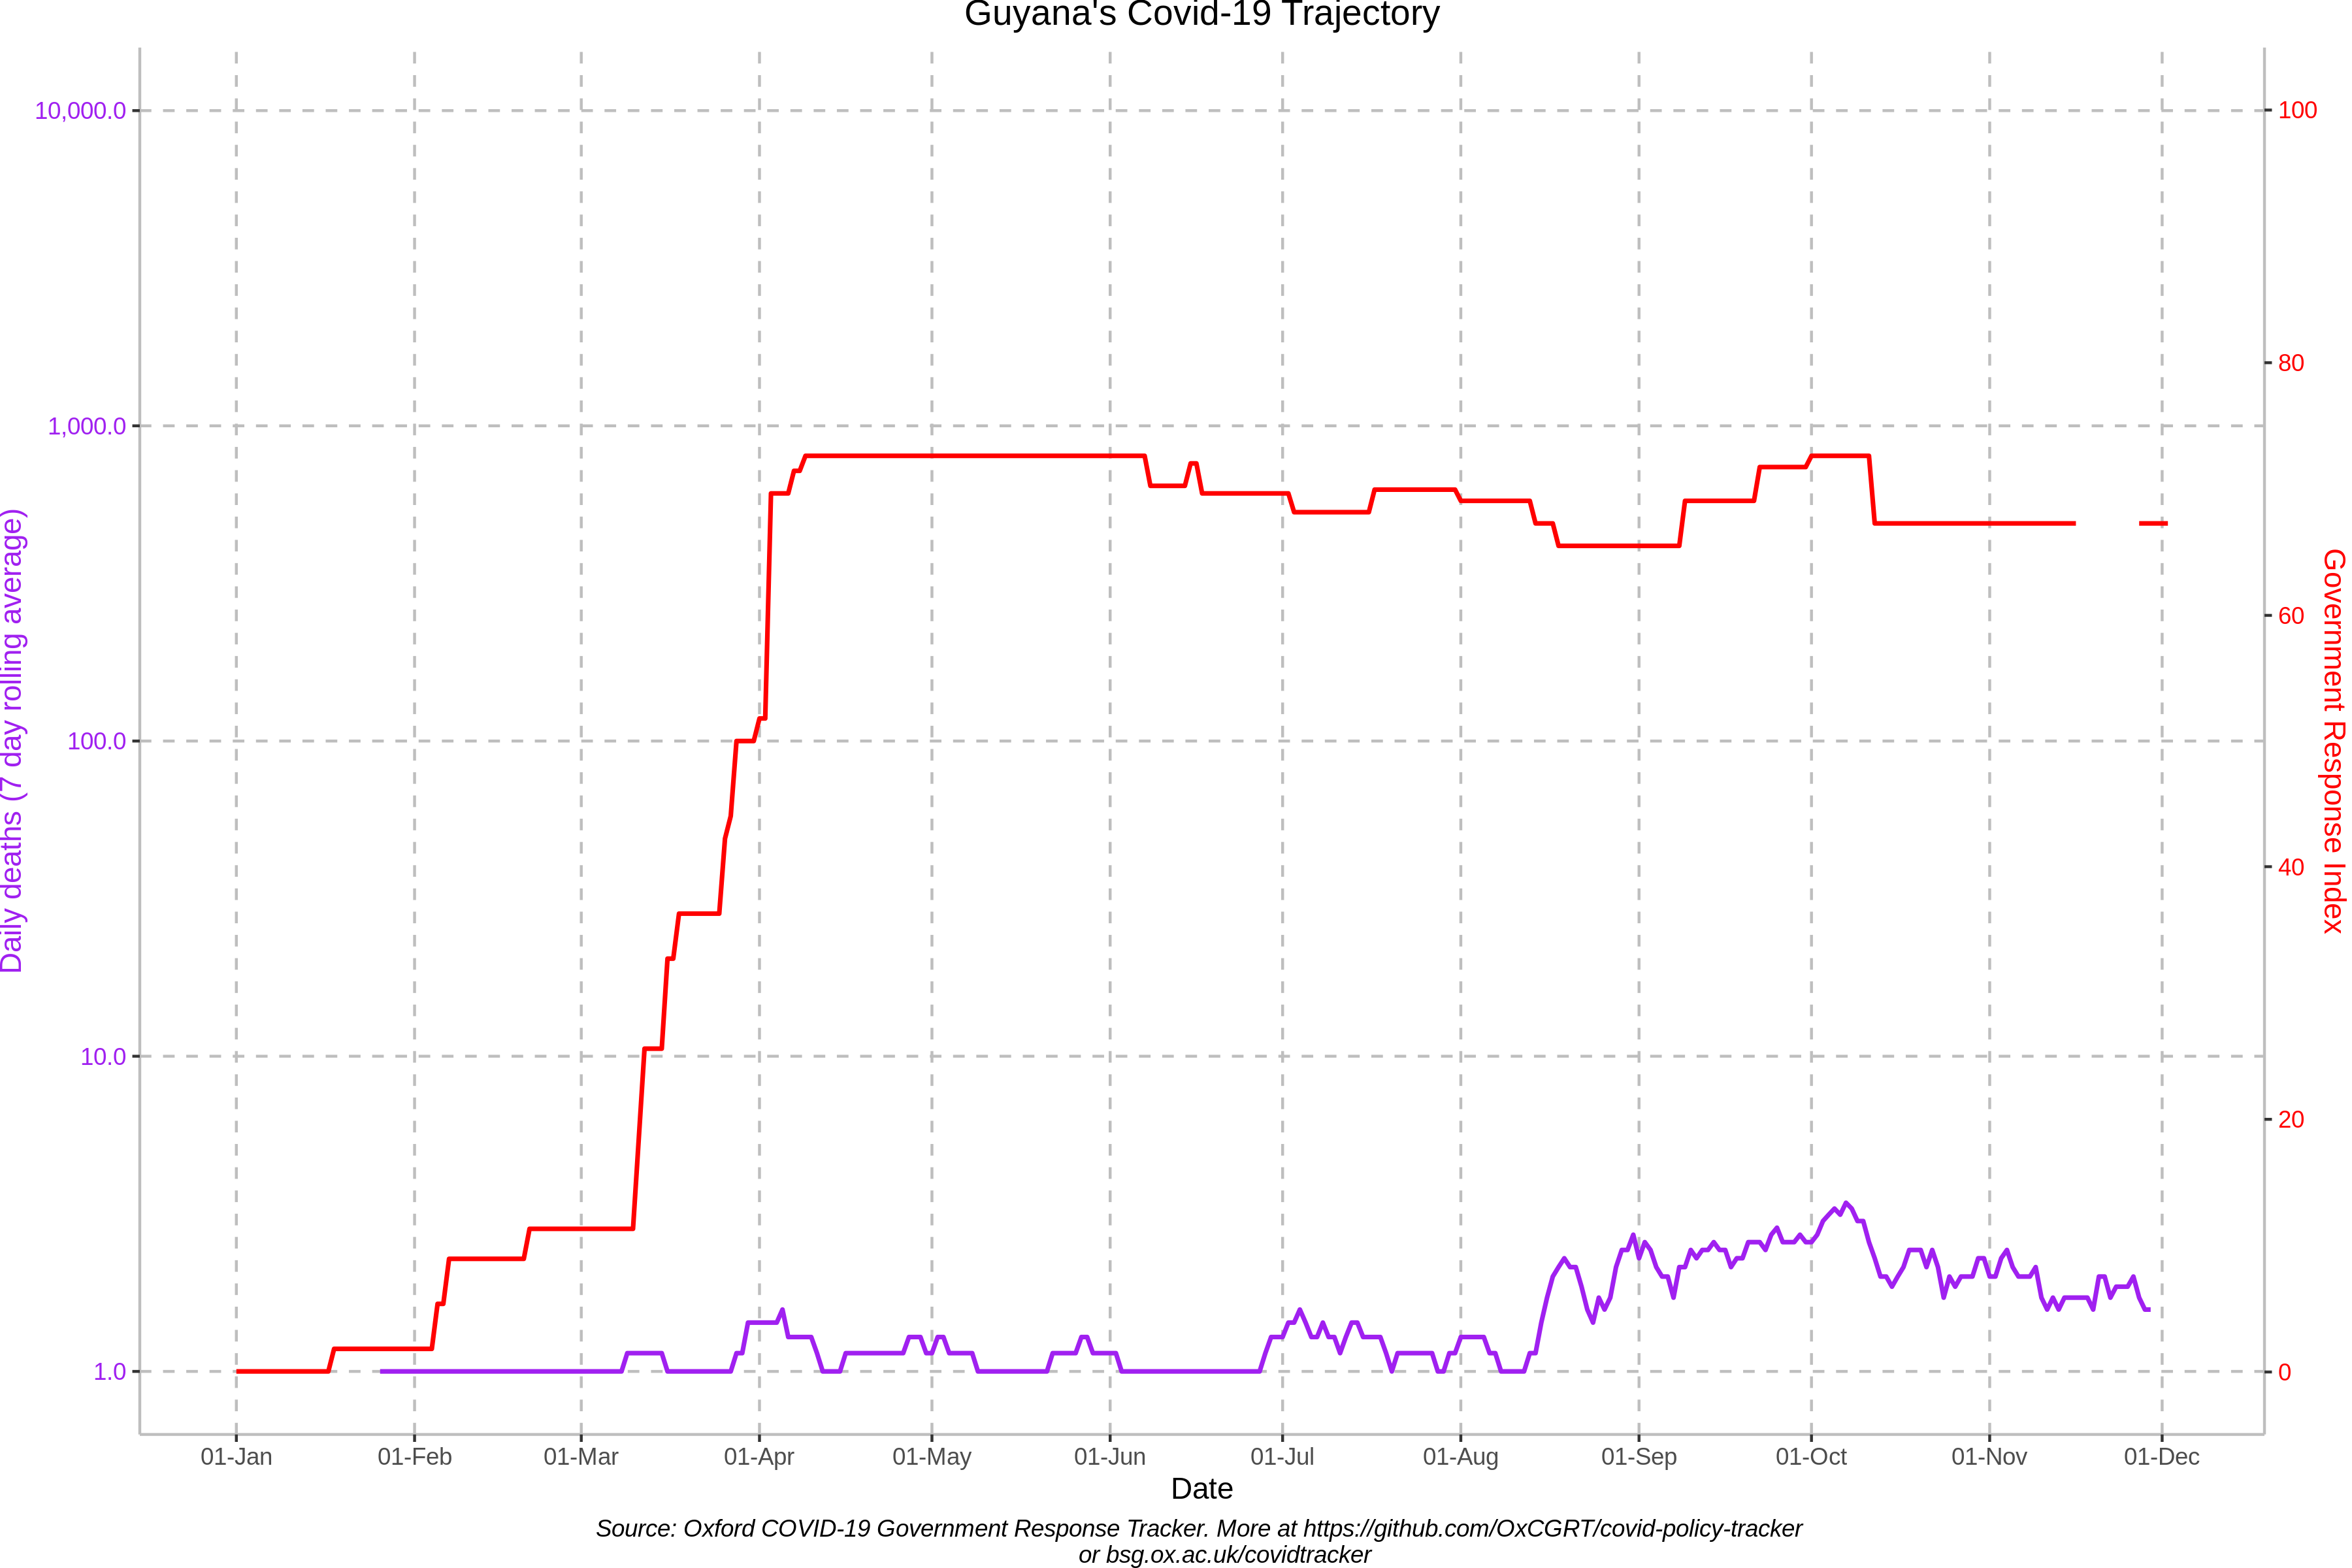 Guyana's Covid-19 Trajectory
10,000.0
1,000.0
100.0
10.0
1.0
Daily deaths (7 day rolling average)
100
80
60
40
20
0
Government Response Index
01-Jan 01-Feb 01-Mar 01-Apr 01-May 01-Jun 01-Jul 01-Aug 01-Sep 01-Oct 01-Nov 01-Dec
Date
Source: Oxford COVID-19 Government Response Tracker. More at https://github.com/OxCGRT/covid-policy-tracker
or bsg.ox.ac.uk/covidtracker